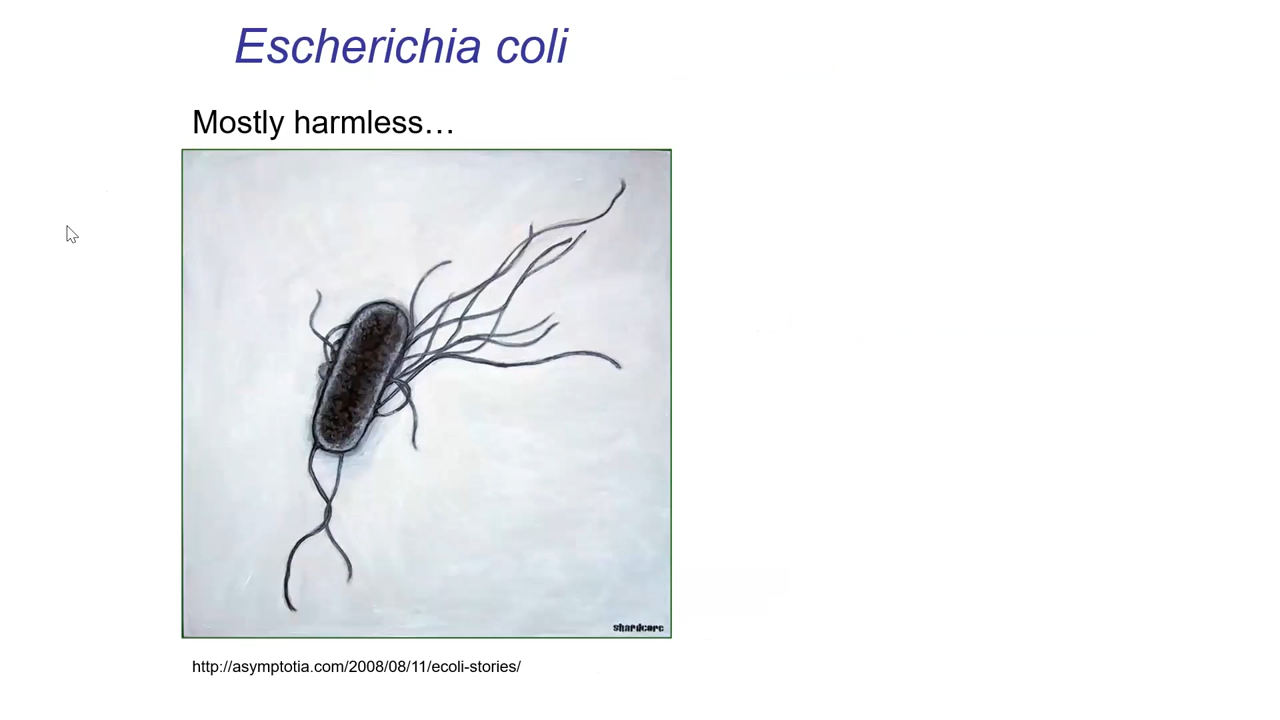 Escherichia coli
Mostly harmless…
shardcore
http://asymptotia.com/2008/08/11/ecoli-stories/